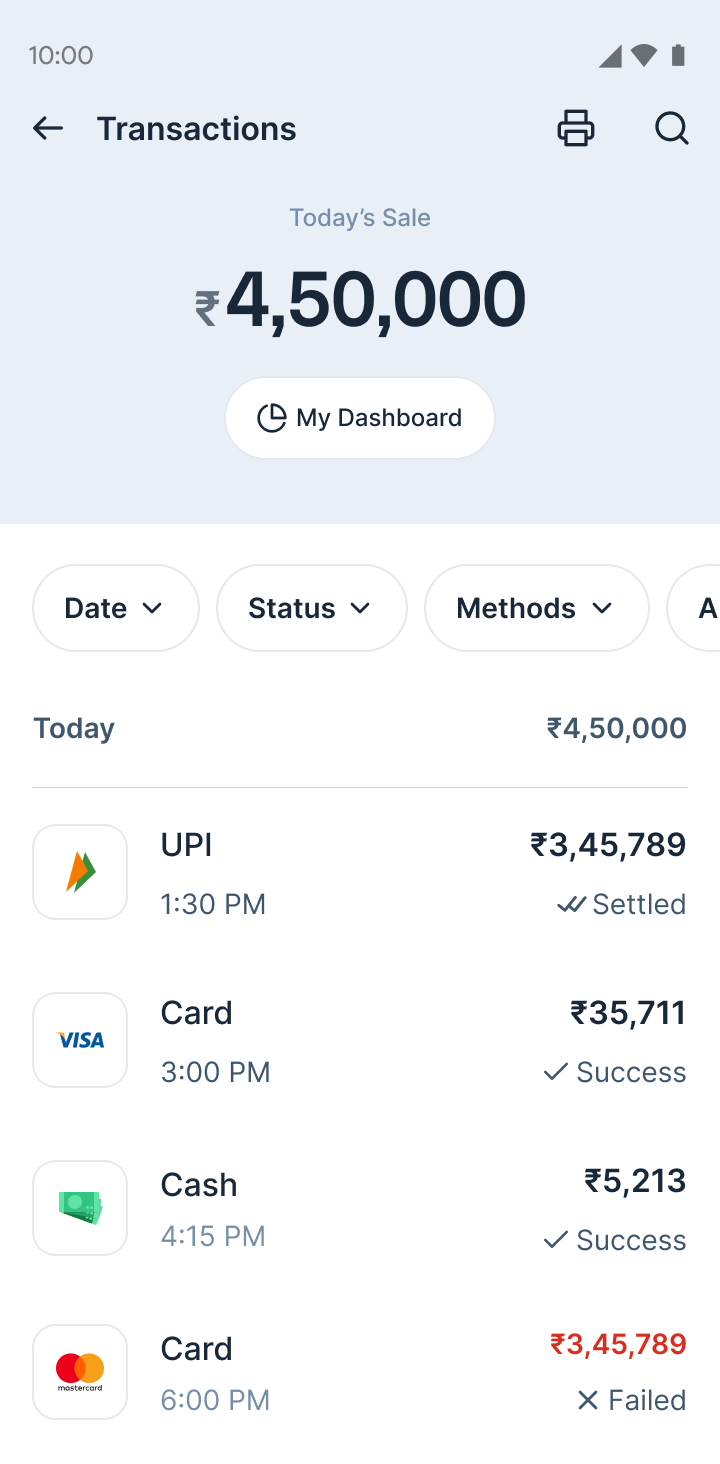 10:00
Transactions
Today’s Sale
₹4,50,000
My Dashboard
Date Status Methods A
Today ₹4,50,000
UPI ₹3,45,789
1:30 PM Settled
VISA
Card ₹35,711
3:00 PM Success
Cash ₹5,213
4:15 PM Success
Card ₹3,45,789
mastercard
6:00 PM Failed